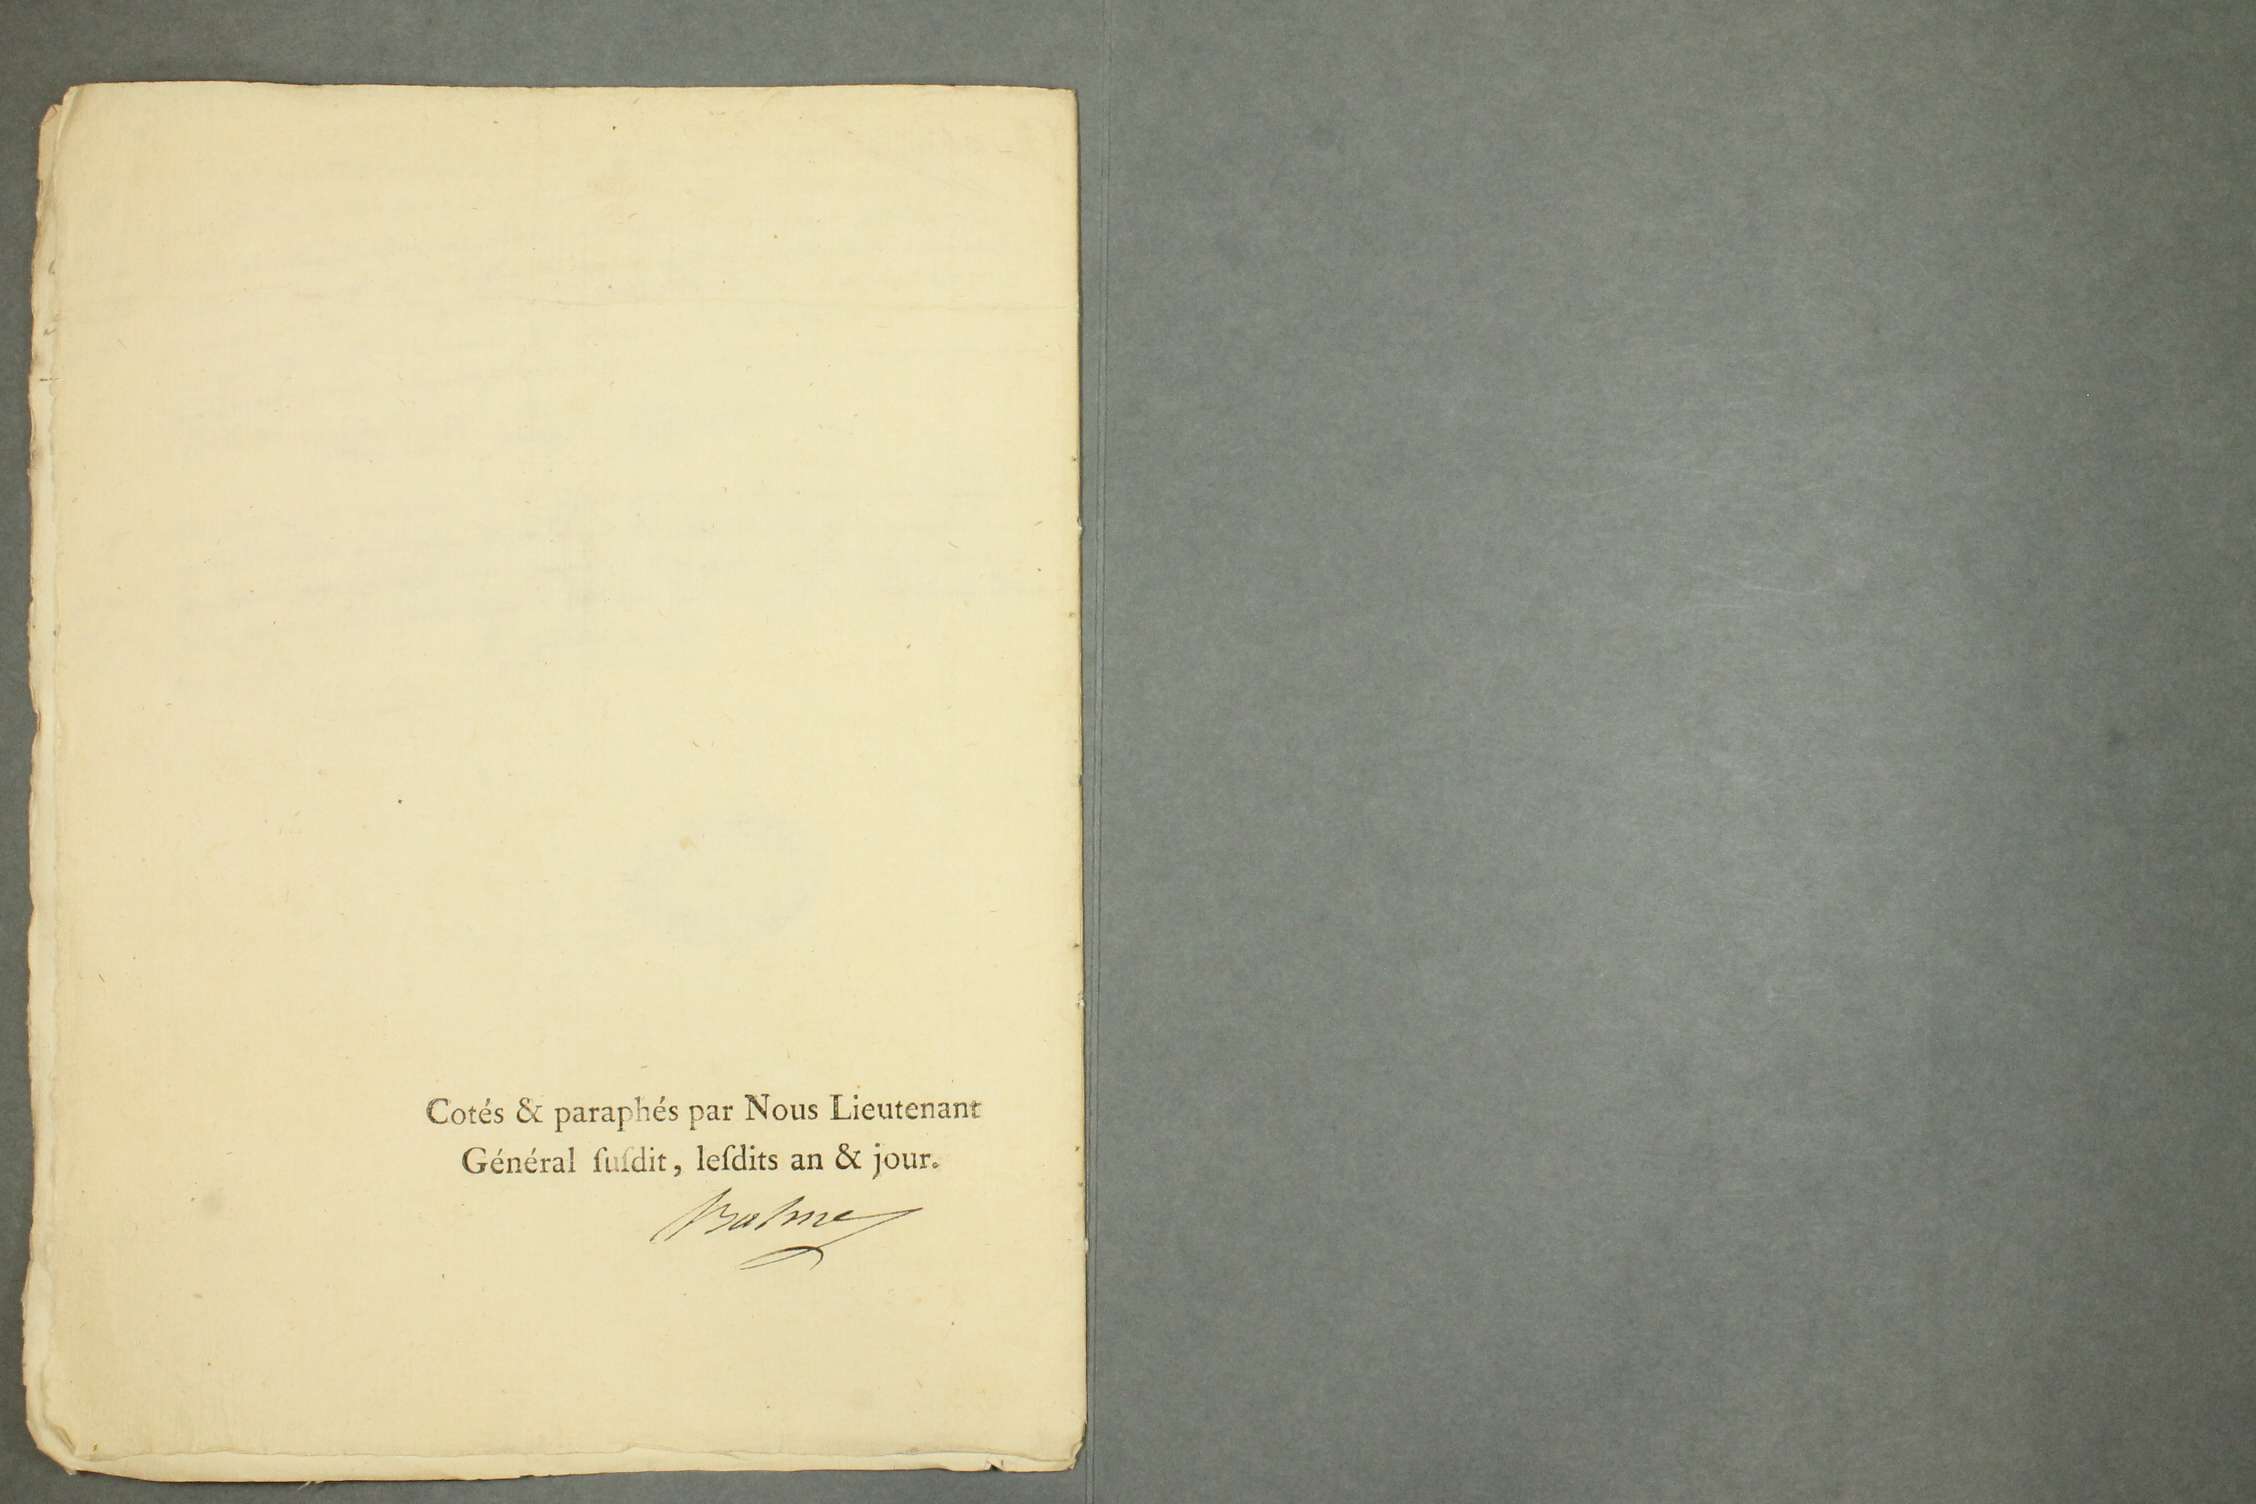 Cotés & paraphés par Nous Lieutenant
Général ſuſdit, leſdits an & jour.